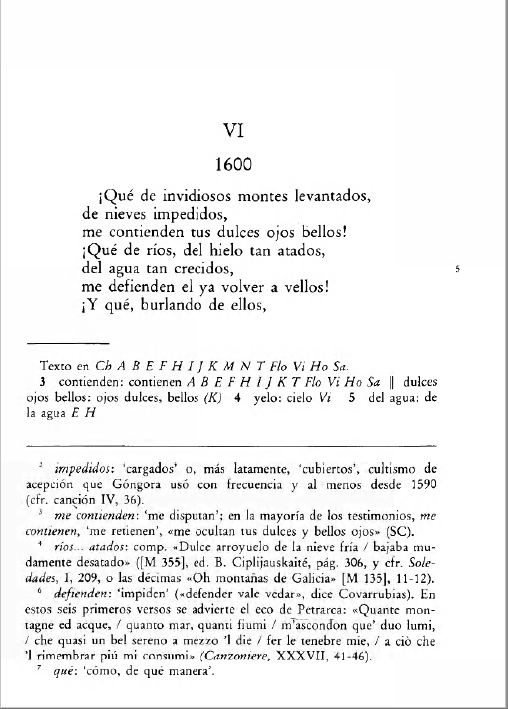 VI
1600
¡Qué de invidiosos montes levantados,
de nieves impedidos,
me contienden tus dulces ojos bellos!
¡Qué de ríos, del hielo tan atados,
del agua tan crecidos,
5
me defienden el ya volver a vellos!
¡Y qué, burlando de ellos,
Texto en Ch A B E F H I J K M N T Flo Vi Ho Sa.
3 contienden: contienen A B E F H I J K T Flo Vi Ho Sa || dulces
ojos bellos: ojos dulces, bellos (K) 4 yelo: cielo Vi 5 del agua: de
la agua E H
² impedidos: ‘cargados’ o, más latamente, ‘cubiertos’, cultismo de
acepción que Góngora usó con frecuencia y al menos desde 1590
(cfr. canción IV, 36).
³ me contienden: ‘me disputan’; en la mayoría de los testimonios, me
contienen, ‘me retienen’, «me ocultan tus dulces y bellos ojos» (SC).
⁴ ríos... atados: comp. «Dulce arroyuelo de la nieve fría / bajaba mu-
damente desatado» ([M 355], ed. B. Ciplijauskaité, pág. 306, y cfr. Sole-
dades, I, 209, o las décimas «Oh montañas de Galicia» [M 135], 11-12).
⁶ defienden: ‘impiden’ («defender vale vedar», dice Covarrubias). En
estos seis primeros versos se advierte el eco de Petrarca: «Quante mon-
tagne ed acque, / quanto mar, quanti fiumi / m'ascondon que' duo lumi,
/ che quasi un bel sereno a mezzo 'l die / fer le tenebre mie, / a ciò che
'l rimembrar più mi consumi» (Canzoniere, XXXVII, 41-46).
⁷ qué: ‘cómo, de qué manera’.